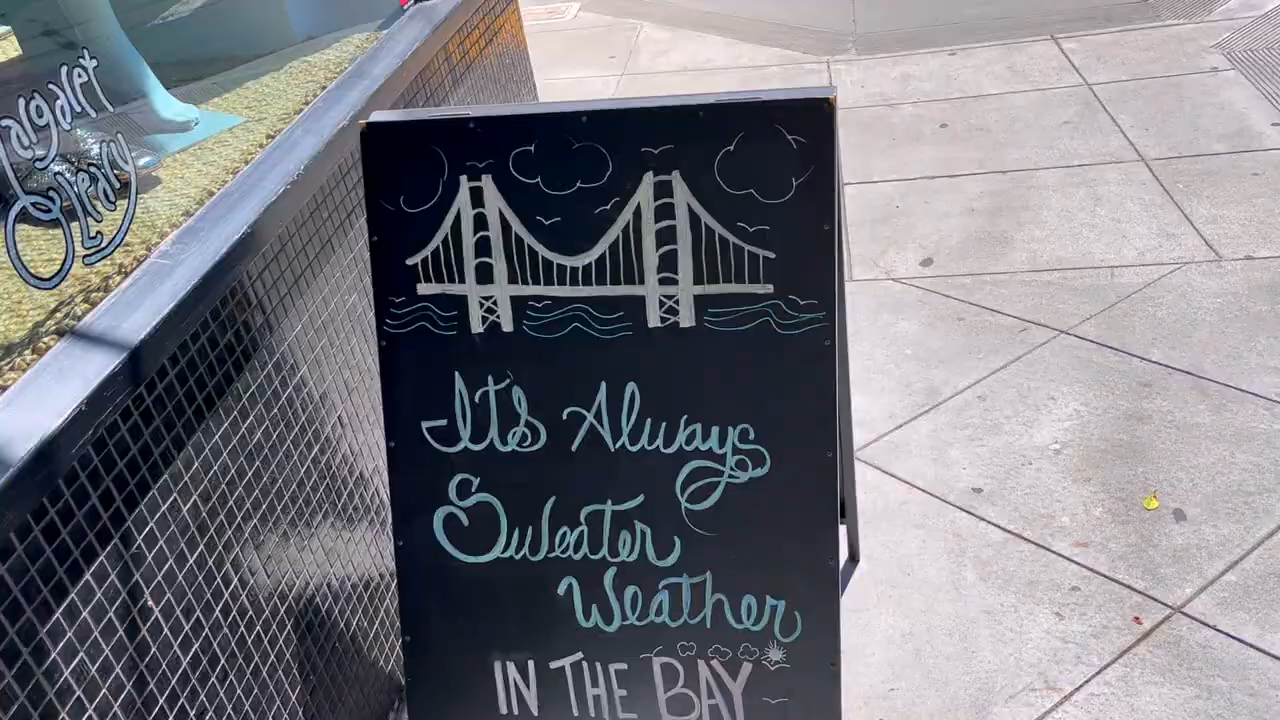 Margaret
O'Leary
It's Always
Sweater
Weather
IN THE BAY